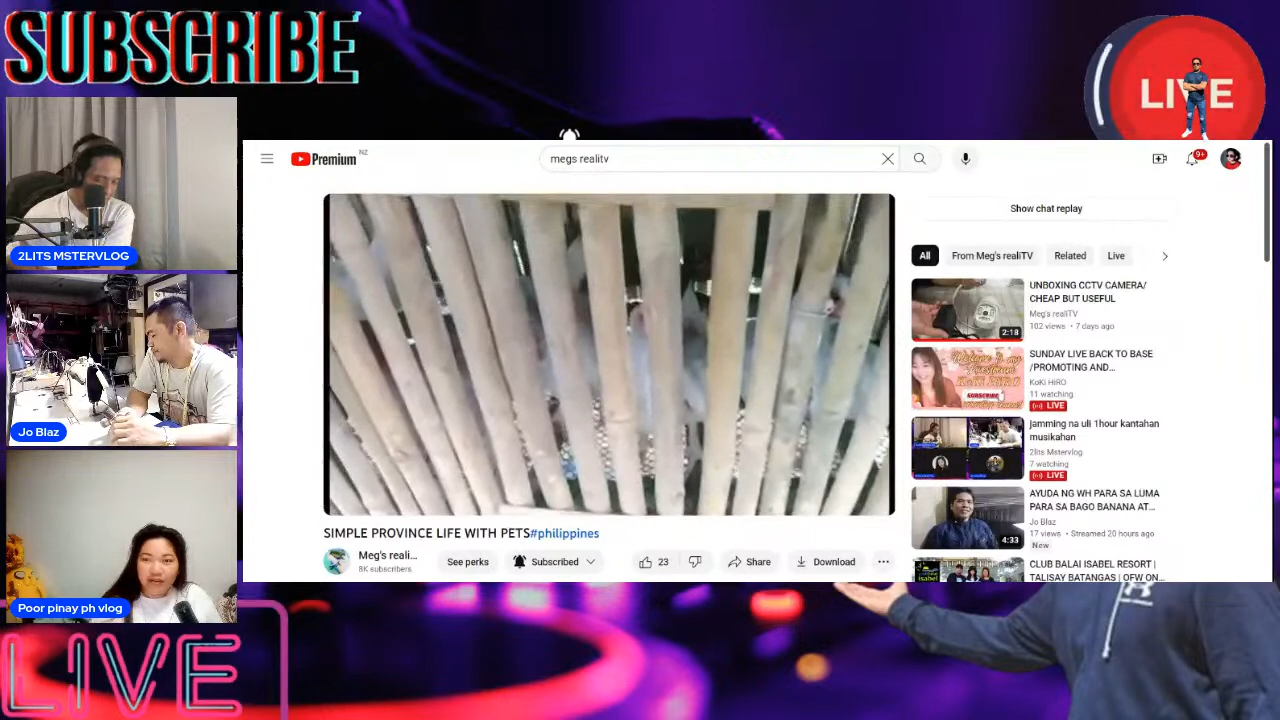 SUBSCRIBE
LIVE
2LITS MSTERVLOG
Jo Blaz
Poor pinay ph vlog
LIVE
Premium NZ
megs realitv
9+
Show chat replay
All
From Meg's realiTV
Related
Live
SIMPLE PROVINCE LIFE WITH PETS#philippines
Meg's reali...
8K subscribers
See perks
Subscribed
23
Share
Download
UNBOXING CCTV CAMERA/
CHEAP BUT USEFUL
Meg's realiTV
102 views • 7 days ago
2:18
SUNDAY LIVE BACK TO BASE
/PROMOTING AND...
KoKi HIRO
11 watching
LIVE
SUBSCRIBE
jamming na uli 1hour kantahan
musikahan
2lits Mstervlog
7 watching
LIVE
AYUDA NG WH PARA SA LUMA
PARA SA BAGO BANANA AT...
Jo Blaz
17 views • Streamed 20 hours ago
New
4:33
CLUB BALAI ISABEL RESORT |
TALISAY BATANGAS | OFW ON...